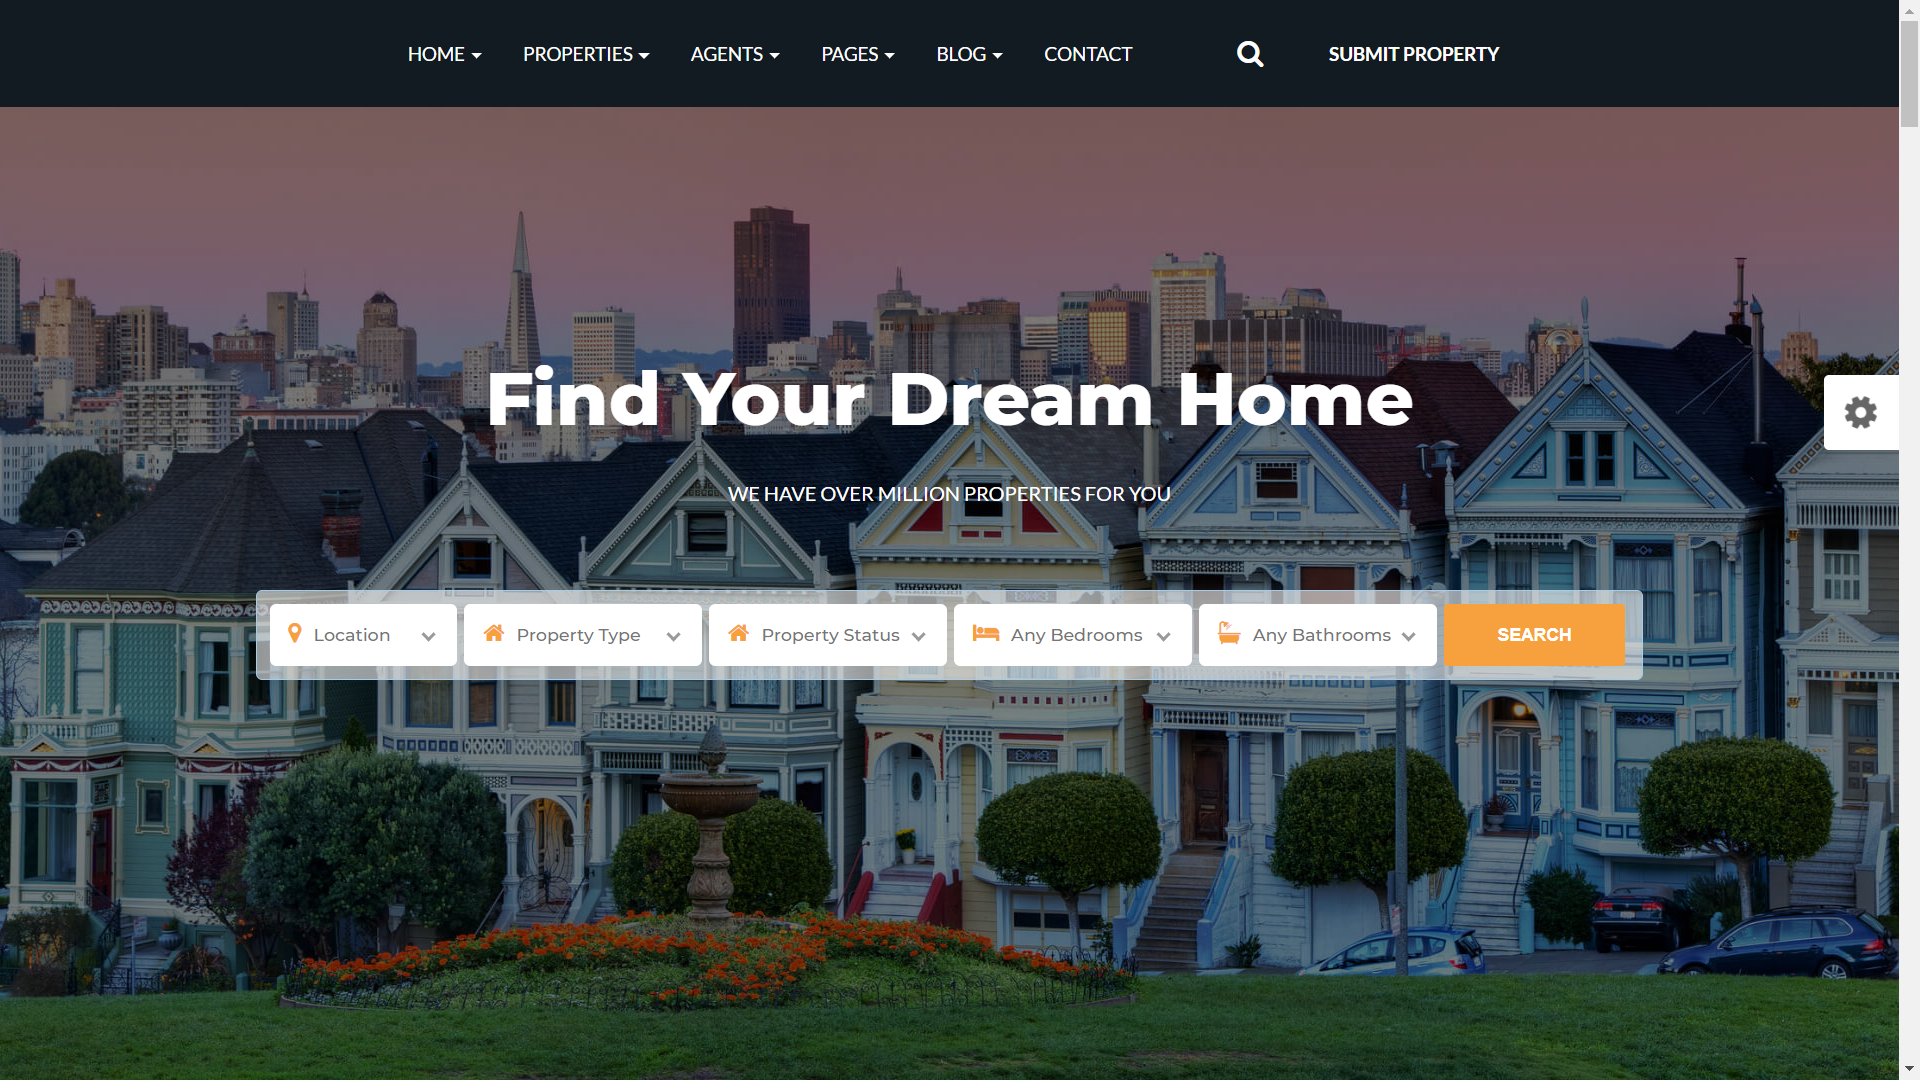 HOME PROPERTIES AGENTS PAGES BLOG CONTACT SUBMIT PROPERTY
Find Your Dream Home
WE HAVE OVER MILLION PROPERTIES FOR YOU
Location Property Type Property Status Any Bedrooms Any Bathrooms SEARCH